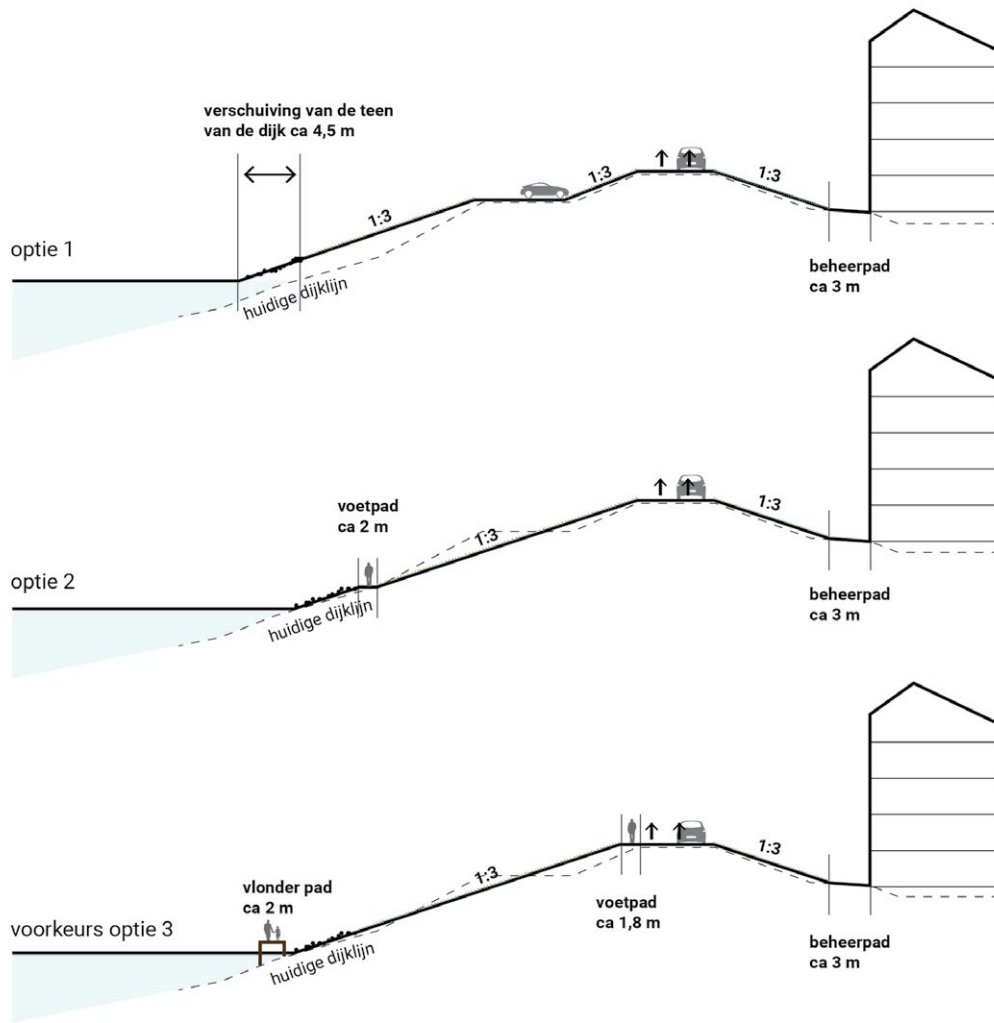 verschuiving van de teen
van de dijk ca 4,5 m
1:3
1:3
1:3
optie 1
huidige dijklijn
beheerpad
ca 3 m
voetpad
ca 2 m
1:3
1:3
optie 2
huidige dijklijn
beheerpad
ca 3 m
1:3
1:3
vlonder pad
ca 2 m
voetpad
ca 1,8 m
voorkeurs optie 3
huidige dijklijn
beheerpad
ca 3 m